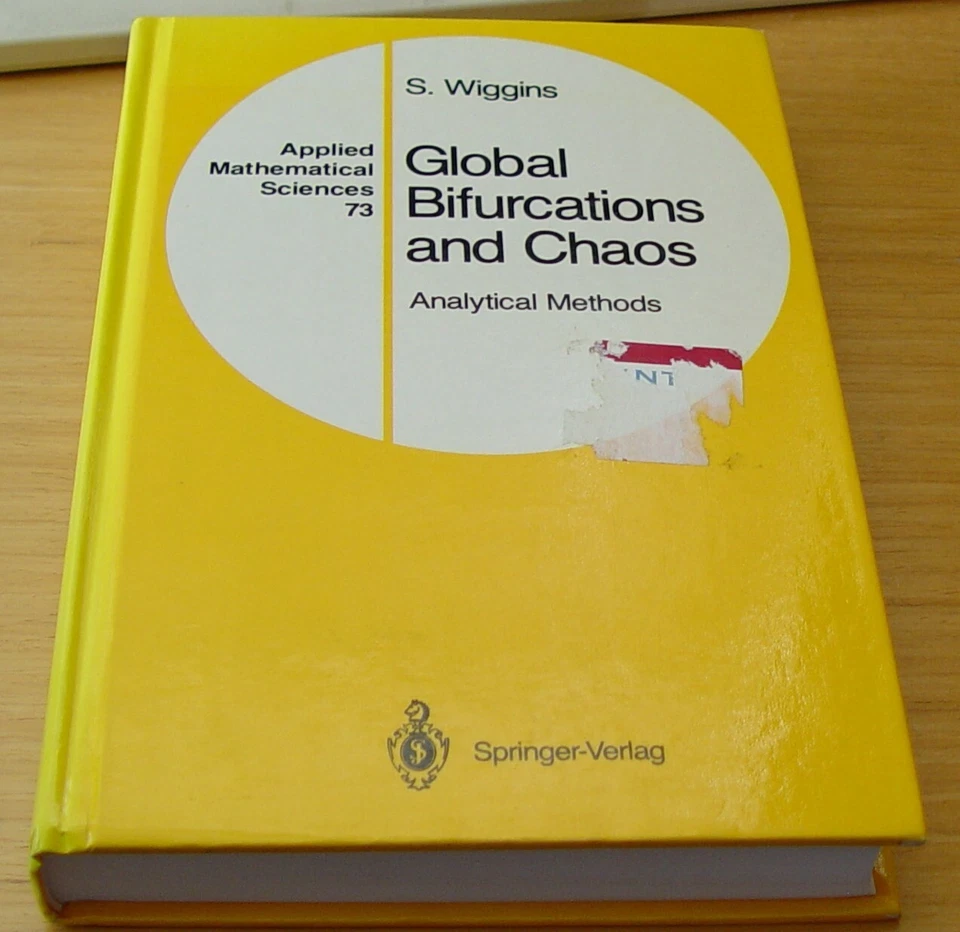 S. Wiggins
Applied
Mathematical
Sciences
73
Global
Bifurcations
and Chaos
Analytical Methods
Springer-Verlag